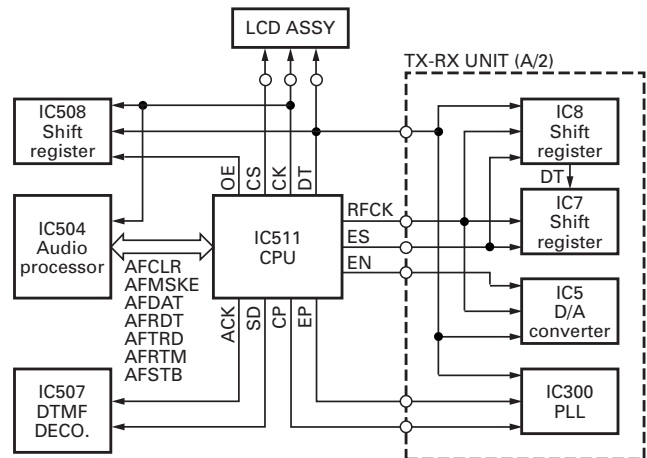 LCD ASSY
TX-RX UNIT (A/2)
IC508
Shift
register
IC8
Shift
register
OE
CS
CK
DT
DT
IC504
Audio
processor
IC511
CPU
RFCK
ES
EN
IC7
Shift
register
AFCLR
AFMSKE
AFDAT
AFRDT
AFTRD
AFRTM
AFSTB
ACK
SD
CP
EP
IC5
D/A
converter
IC507
DTMF
DECO.
IC300
PLL